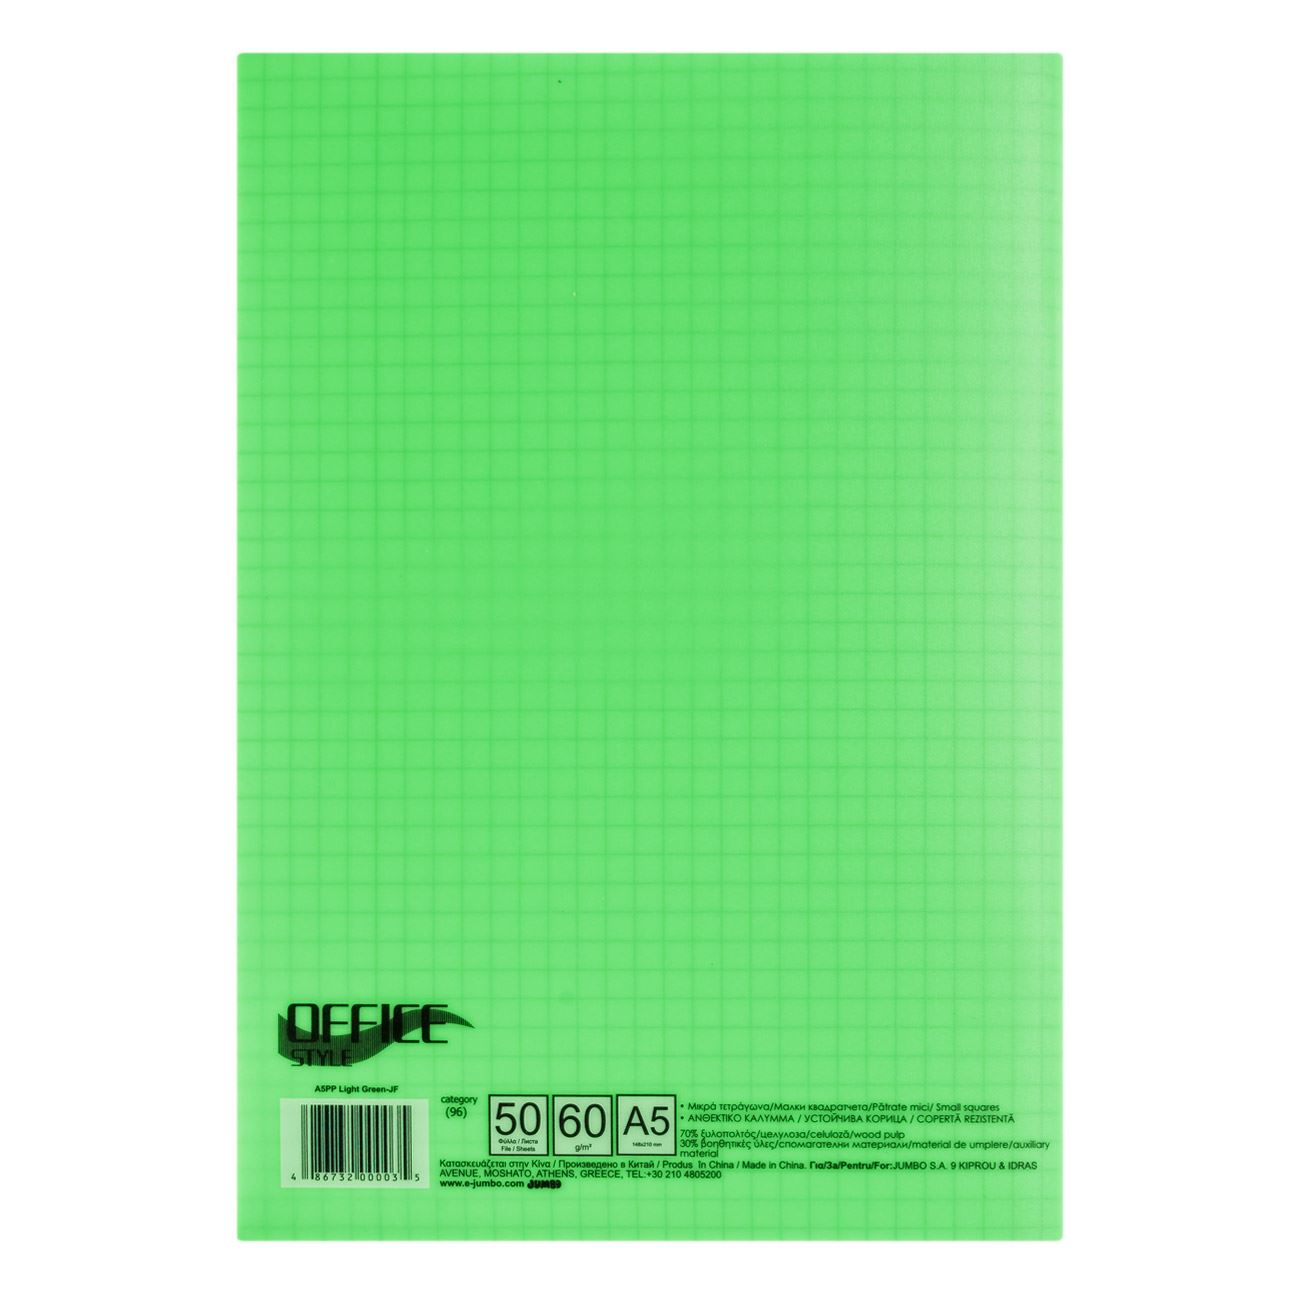 OFFICE
STYLE
A5PP Light Green-JF
4 86732 00003 5
category
(96)
50
Φύλλα / Листа
File / Sheets
60
g/m²
A5
148x210 mm
• Μικρά τετράγωνα/Малки квадратчета/Pătrate mici/ Small squares
• ΑΝΘΕΚΤΙΚΟ ΚΑΛΥΜΜΑ / УСТОЙЧИВА КОРИЦА / COPERTĂ REZISTENTĂ
70% ξυλοπολτός/целулоза/celuloză/wood pulp
30% βοηθητικές ύλες/спомагателни материали/material de umplere/auxiliary
material
Κατασκευάζεται στην Κίνα / Произведено в Китай / Produs în China / Made in China. Για/За/Pentru/For:JUMBO S.A. 9 KIPROU & IDRAS
AVENUE, MOSHATO, ATHENS, GREECE, TEL:+30 210 4805200
www.e-jumbo.com JUMBO